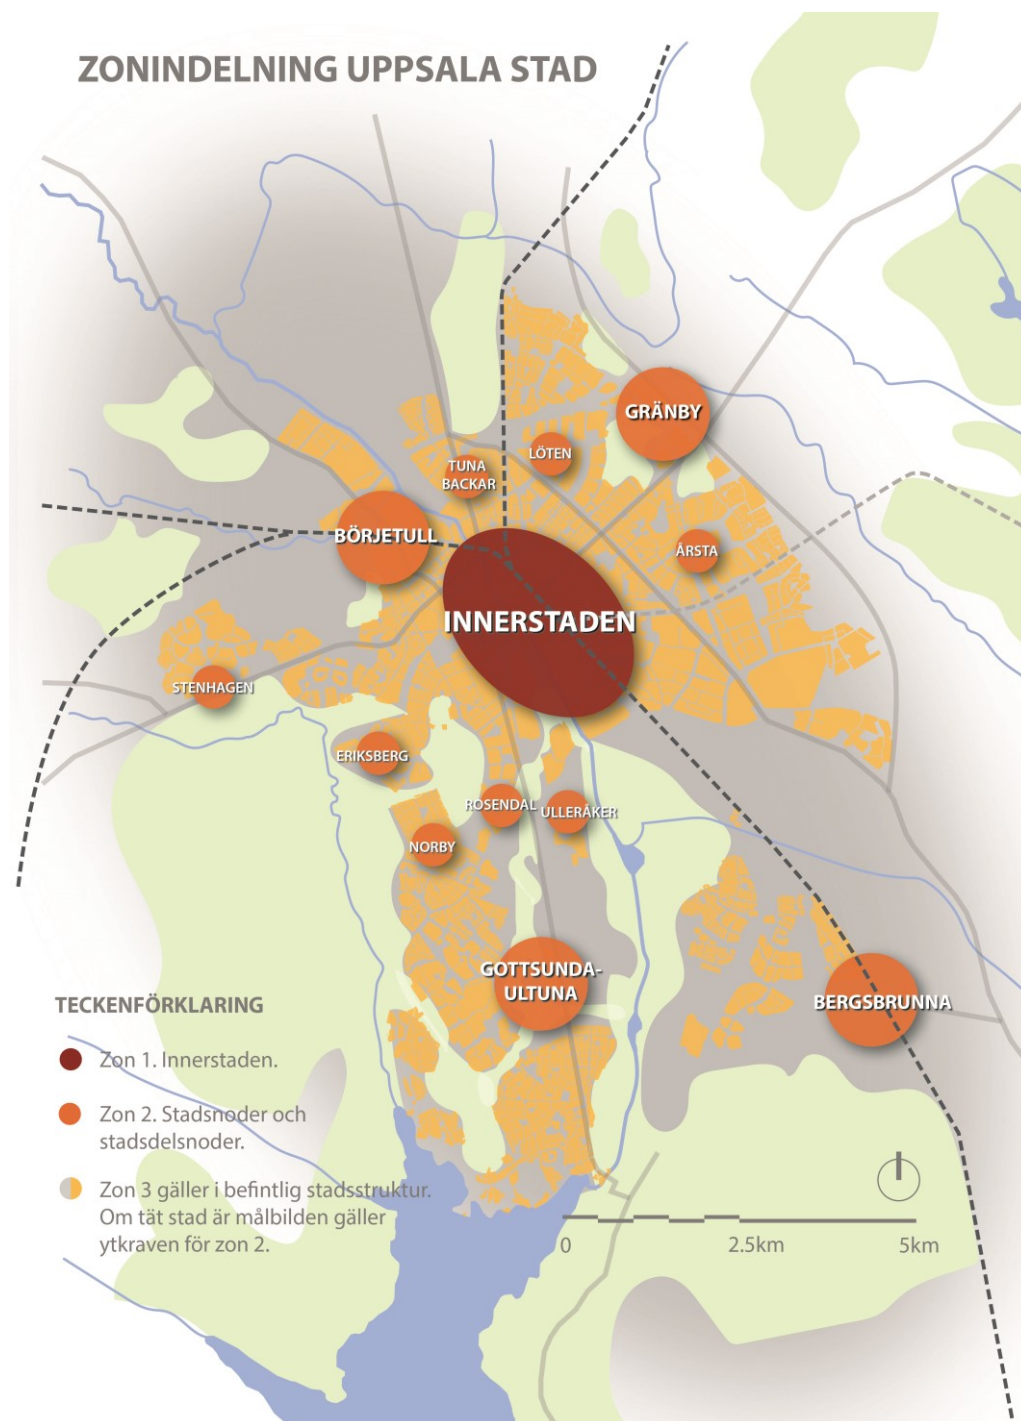 ZONINDELNING UPPSALA STAD
GRÄNBY
LÖTEN
TUNA
BACKAR
BÖRJETULL
ÅRSTA
INNERSTADEN
STENHAGEN
ERIKSBERG
ROSENDAL
ULLERÅKER
NORBY
GOTTSUNDA-
ULTUNA
BERGSBRUNNA
TECKENFÖRKLARING
Zon 1. Innerstaden.
Zon 2. Stadsnoder och
stadsdelsnoder.
Zon 3 gäller i befintlig stadsstruktur.
Om tät stad är målbilden gäller
ytkraven för zon 2.
0
2.5km
5km